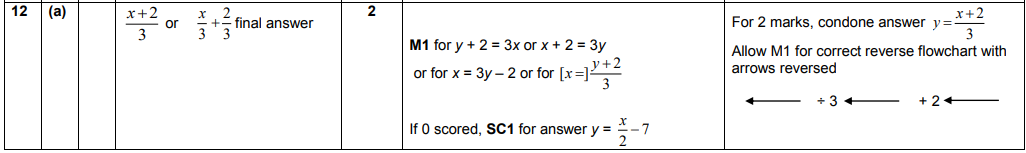 12 (a)
x+2/3 or x/3 + 2/3 final answer
2
M1 for y + 2 = 3x or x + 2 = 3y
or for x = 3y – 2 or for [x=] y+2/3
If 0 scored, SC1 for answer y = x/2 – 7
For 2 marks, condone answer y = x+2/3
Allow M1 for correct reverse flowchart with
arrows reversed
← ÷ 3 ← + 2 ←